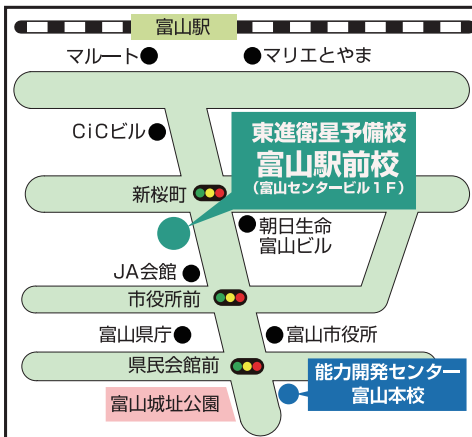 富山駅
マルート
マリエとやま
CiCビル
東進衛星予備校
富山駅前校
(富山センタービル1F)
新桜町
朝日生命
富山ビル
JA会館
市役所前
富山県庁
富山市役所
県民会館前
能力開発センター
富山本校
富山城址公園